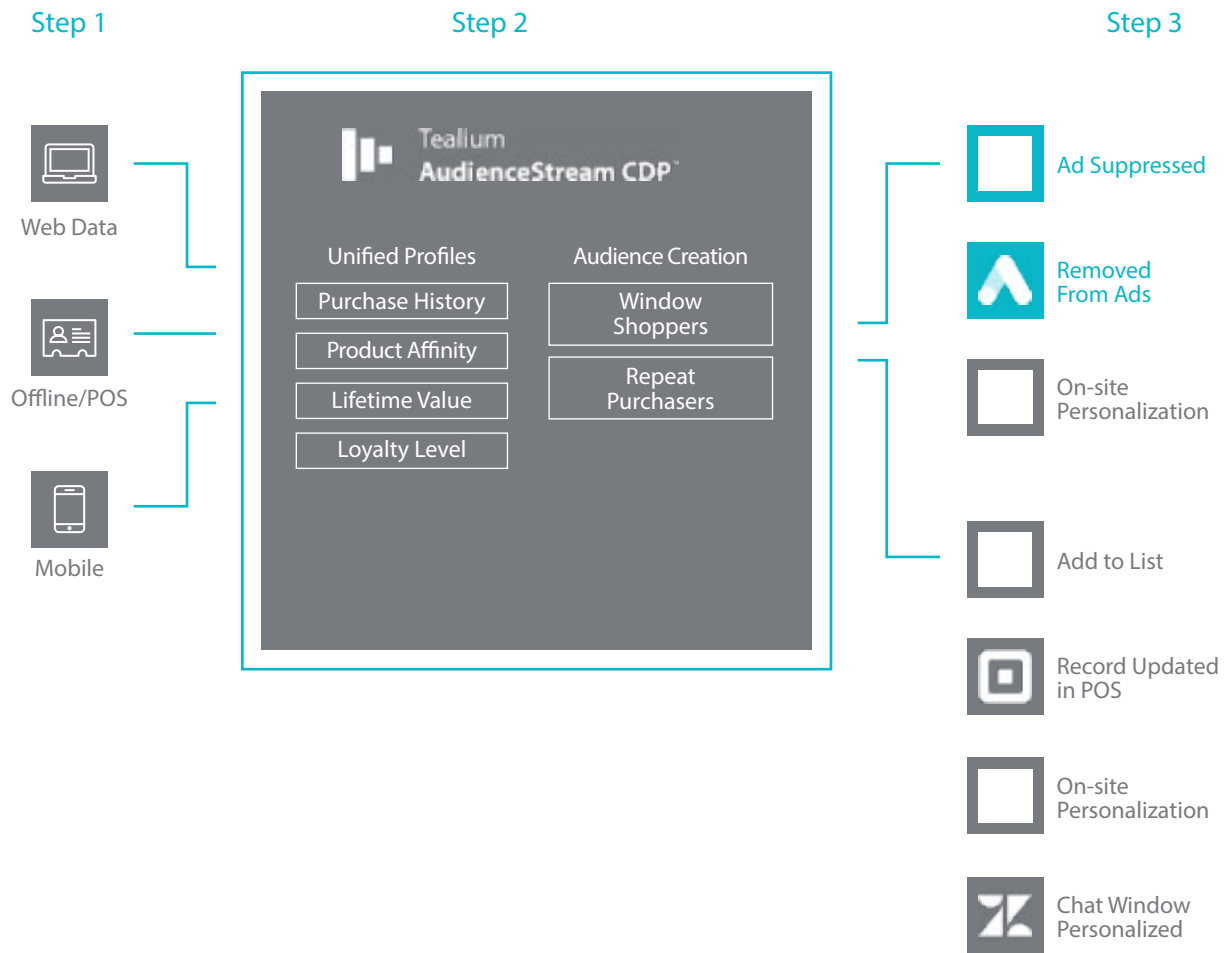 Step 1
Step 2
Step 3
Web Data
Offline/POS
Mobile
Tealium
AudienceStream CDP™
Unified Profiles
Purchase History
Product Affinity
Lifetime Value
Loyalty Level
Audience Creation
Window
Shoppers
Repeat
Purchasers
Ad Suppressed
Removed
From Ads
On-site
Personalization
Add to List
Record Updated
in POS
On-site
Personalization
Chat Window
Personalized